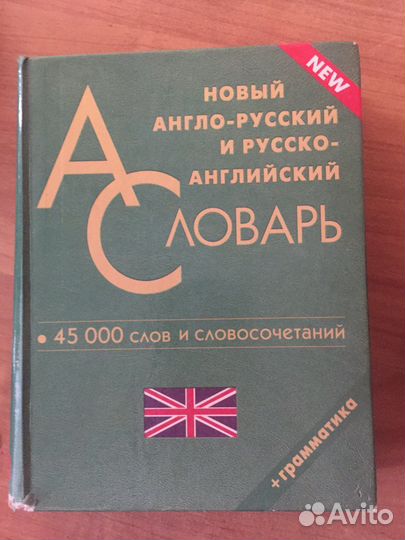 NEW
НОВЫЙ
АНГЛО-РУССКИЙ
И РУССКО-
АНГЛИЙСКИЙ
А
СЛОВАРЬ
• 45 000 СЛОВ И СЛОВОСОЧЕТАНИЙ
+грамматика
Avito